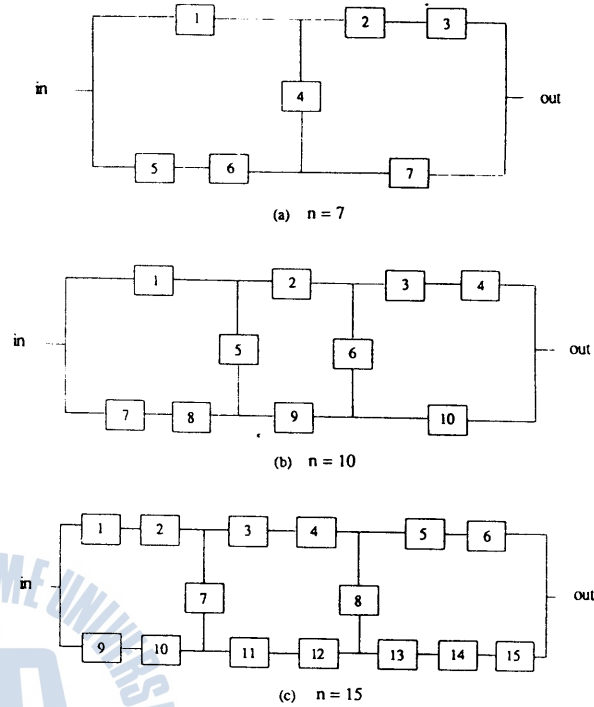 1 2 3
in 4 out
5 6 7
(a) n = 7
1 2 3 4
in 5 6 out
7 8 9 10
(b) n = 10
1 2 3 4 5 6
in 7 8 out
9 10 11 12 13 14 15
(c) n = 15